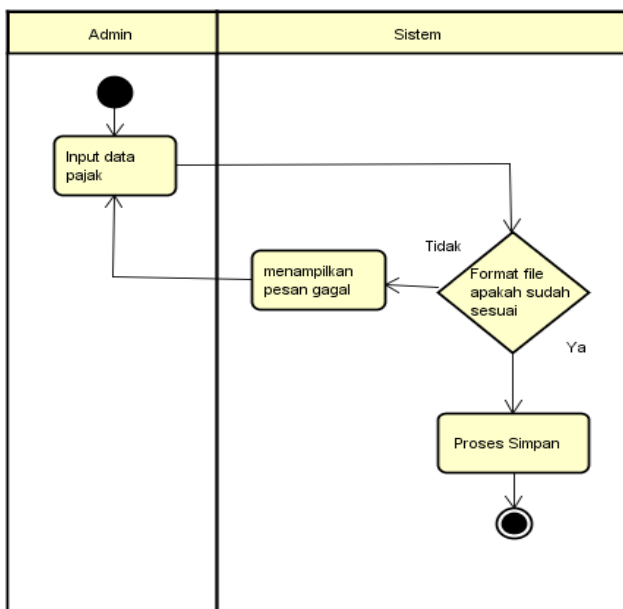 Admin
Sistem
Input data
pajak
Tidak
menampilkan
pesan gagal
Format file
apakah sudah
sesuai
Ya
Proses Simpan